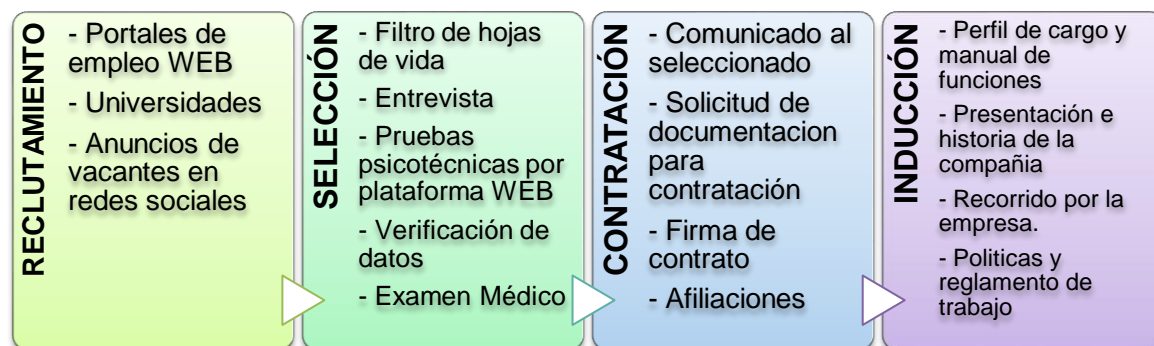 RECLUTAMIENTO
- Portales de
empleo WEB
- Universidades
- Anuncios de
vacantes en
redes sociales
SELECCIÓN
- Filtro de hojas
de vida
- Entrevista
- Pruebas
psicotécnicas por
plataforma WEB
- Verificación de
datos
- Examen Médico
CONTRATACIÓN
- Comunicado al
seleccionado
- Solicitud de
documentacion
para
contratación
- Firma de
contrato
- Afiliaciones
INDUCCIÓN
- Perfil de cargo y
manual de
funciones
- Presentación e
historia de la
compañia
- Recorrido por la
empresa.
- Politicas y
reglamento de
trabajo